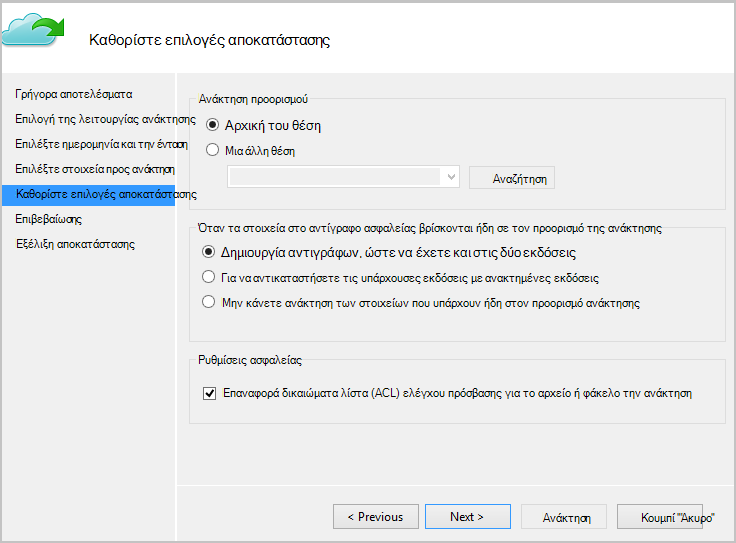 Καθορίστε επιλογές αποκατάστασης
Γρήγορα αποτελέσματα
Επιλογή της λειτουργίας ανάκτησης
Επιλέξτε ημερομηνία και την ένταση
Επιλέξτε στοιχεία προς ανάκτηση
Καθορίστε επιλογές αποκατάστασης
Επιβεβαίωσης
Εξέλιξη αποκατάστασης
Ανάκτηση προορισμού
Αρχική του θέση
Μια άλλη θέση
Αναζήτηση
Όταν τα στοιχεία στο αντίγραφο ασφαλείας βρίσκονται ήδη σε τον προορισμό της ανάκτησης
Δημιουργία αντιγράφων, ώστε να έχετε και στις δύο εκδόσεις
Για να αντικαταστήσετε τις υπάρχουσες εκδόσεις με ανακτημένες εκδόσεις
Μην κάνετε ανάκτηση των στοιχείων που υπάρχουν ήδη στον προορισμό ανάκτησης
Ρυθμίσεις ασφαλείας
Επαναφορά δικαιώματα λίστα (ACL) ελέγχου πρόσβασης για το αρχείο ή φάκελο την ανάκτηση
< Previous
Next >
Ανάκτηση
Κουμπί "Άκυρο"